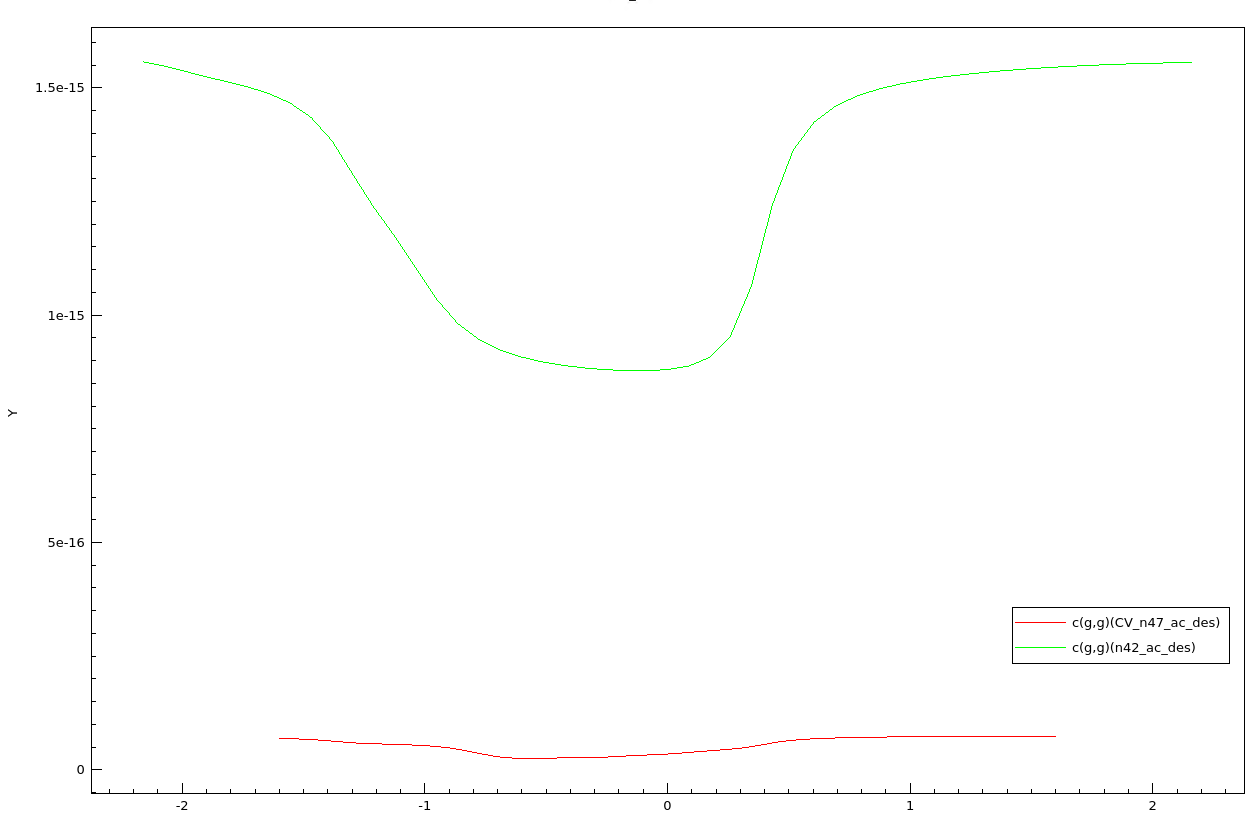 1.5e-15
1e-15
Y
5e-16
c(g,g)(CV_n47_ac_des)
c(g,g)(n42_ac_des)
0
-2 -1 0 1 2